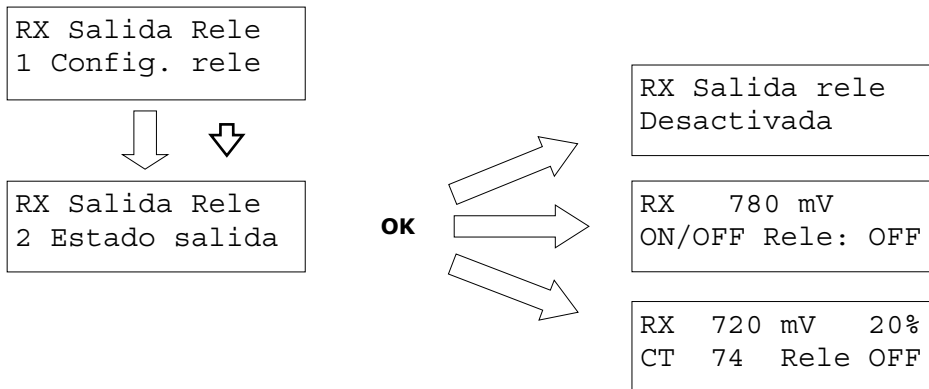 RX Salida Rele
1 Config. rele
RX Salida Rele
2 Estado salida
OK
RX Salida rele
Desactivada
RX 780 mV
ON/OFF Rele: OFF
RX 720 mV 20%
CT 74 Rele OFF